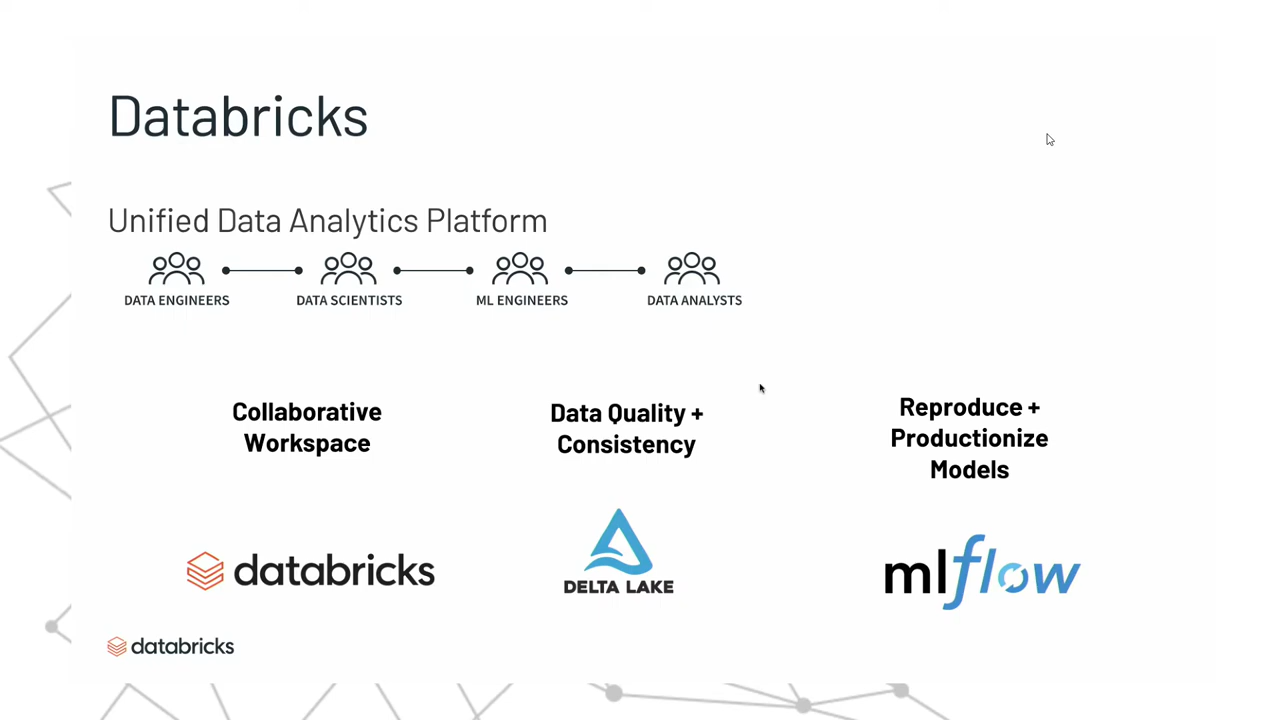 Databricks
Unified Data Analytics Platform
DATA ENGINEERS
DATA SCIENTISTS
ML ENGINEERS
DATA ANALYSTS
Collaborative
Workspace
Data Quality +
Consistency
Reproduce +
Productionize
Models
databricks
DELTA LAKE
mlflow
databricks